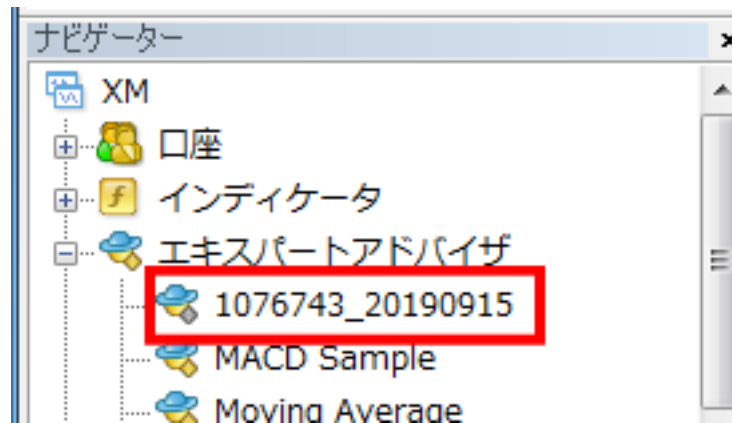 ナビゲーター
XM
口座
インディケータ
エキスパートアドバイザ
1076743_20190915
MACD Sample
Moving Average